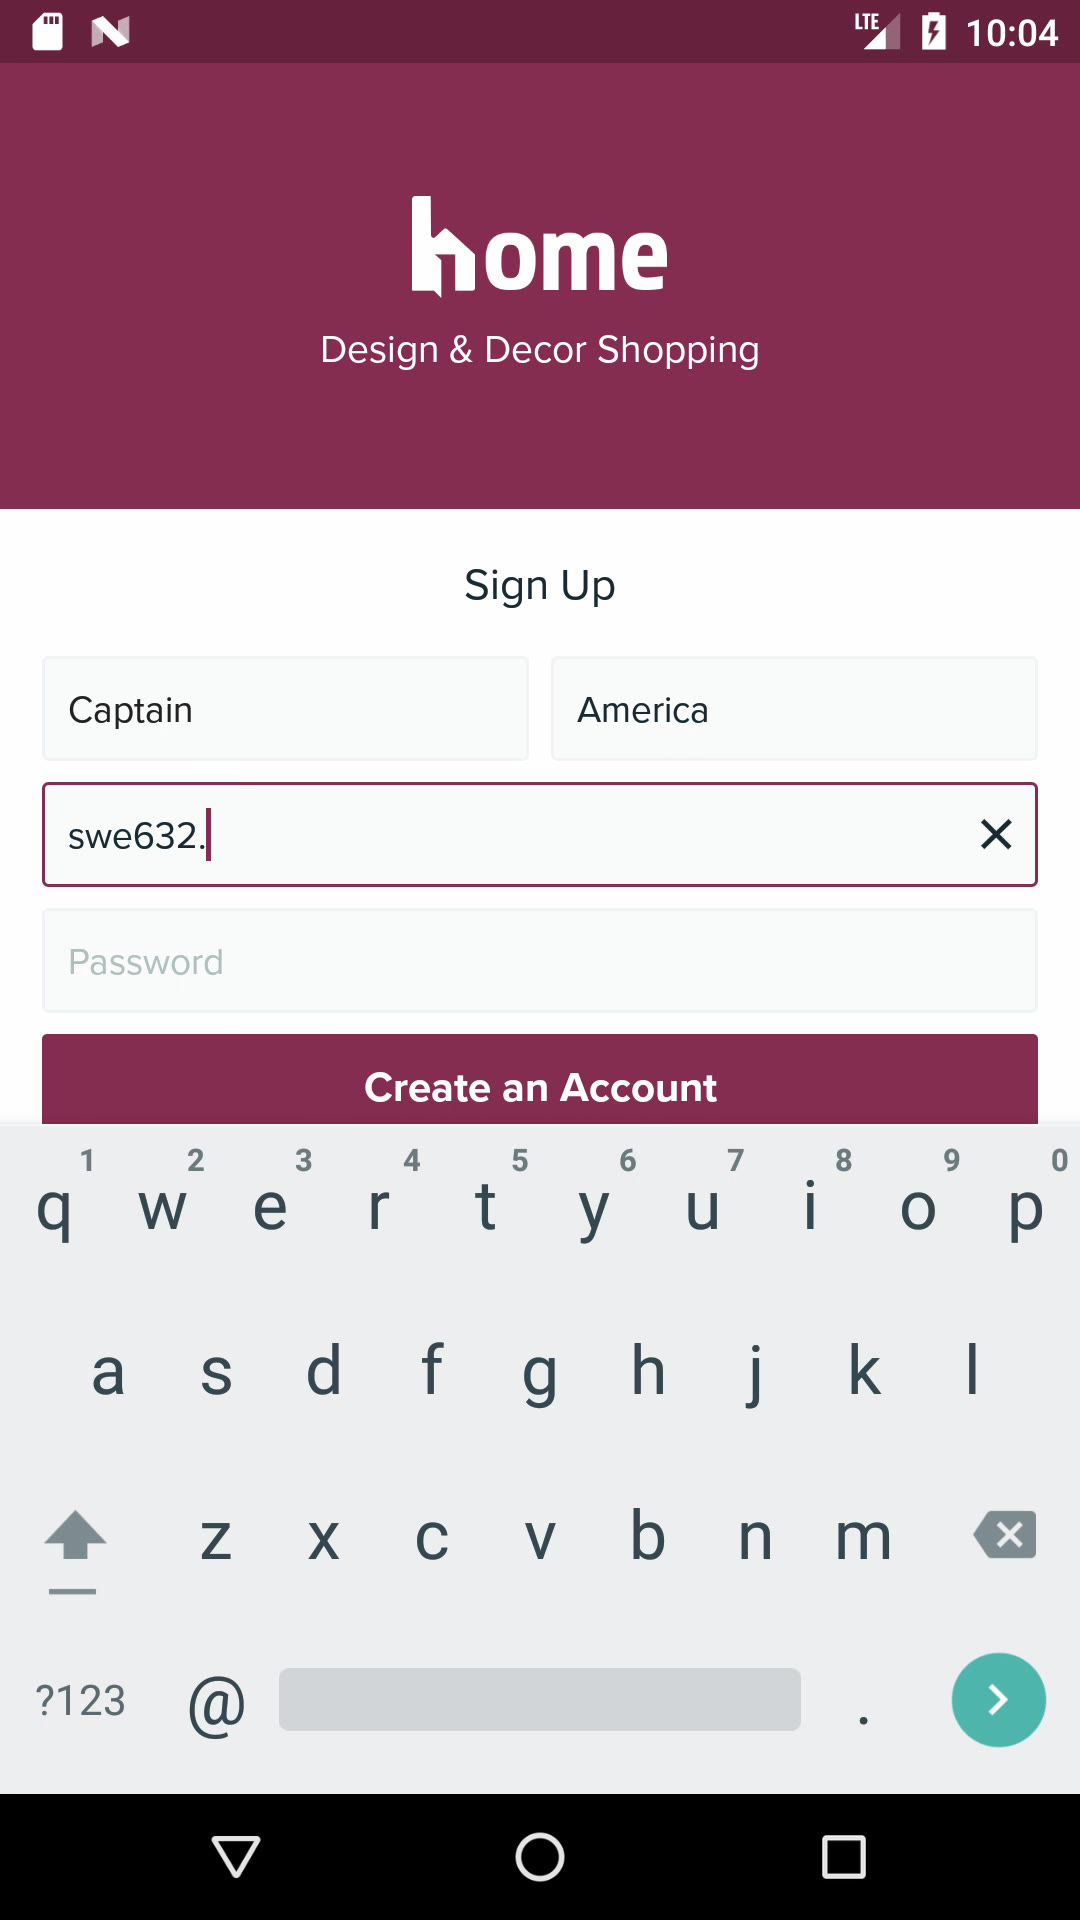 LTE 10:04
home
Design & Decor Shopping
Sign Up
Captain America
swe632.
Password
Create an Account
1 2 3 4 5 6 7 8 9 0
q w e r t y u i o p
a s d f g h j k l
z x c v b n m
?123 @ .